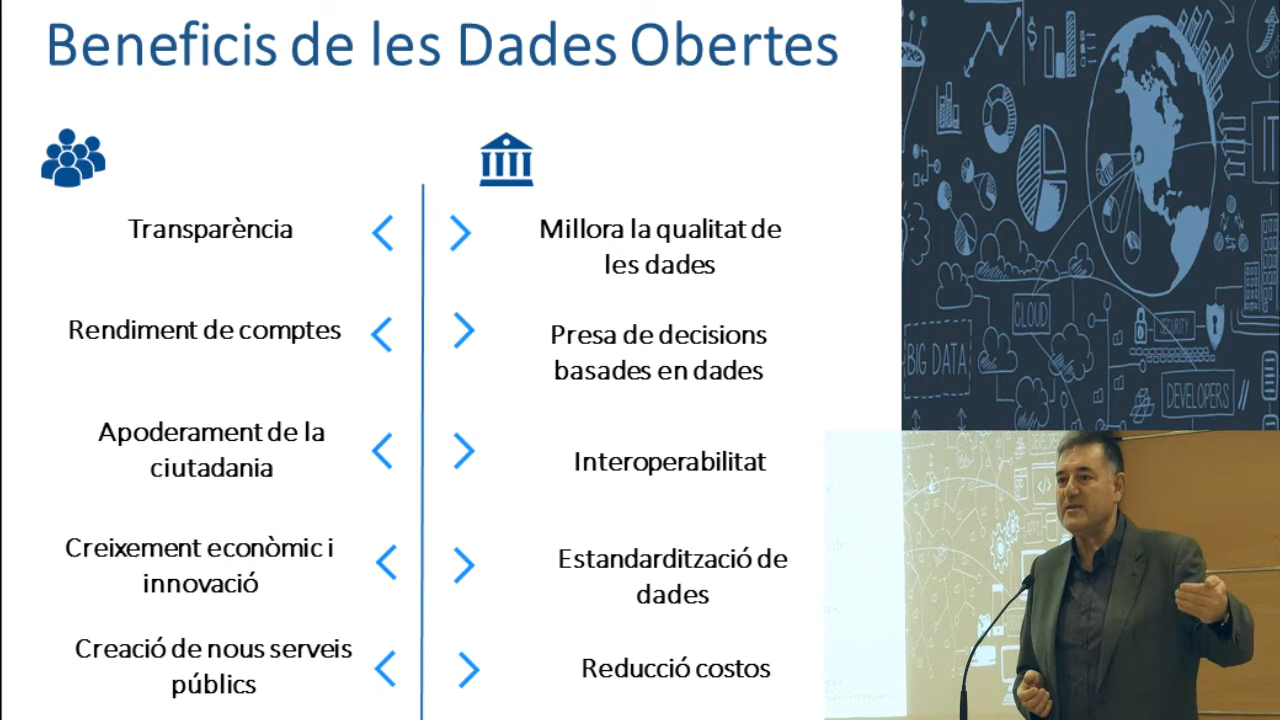 Beneficis de les Dades Obertes
Transparència
Rendiment de comptes
Apoderament de la
ciutadania
Creixement econòmic i
innovació
Creació de nous serveis
públics
Millora la qualitat de
les dades
Presa de decisions
basades en dades
Interoperabilitat
Estandardització de
dades
Reducció costos
IT
CLOUD
SECURITY
BIG DATA
DEVELOPERS //